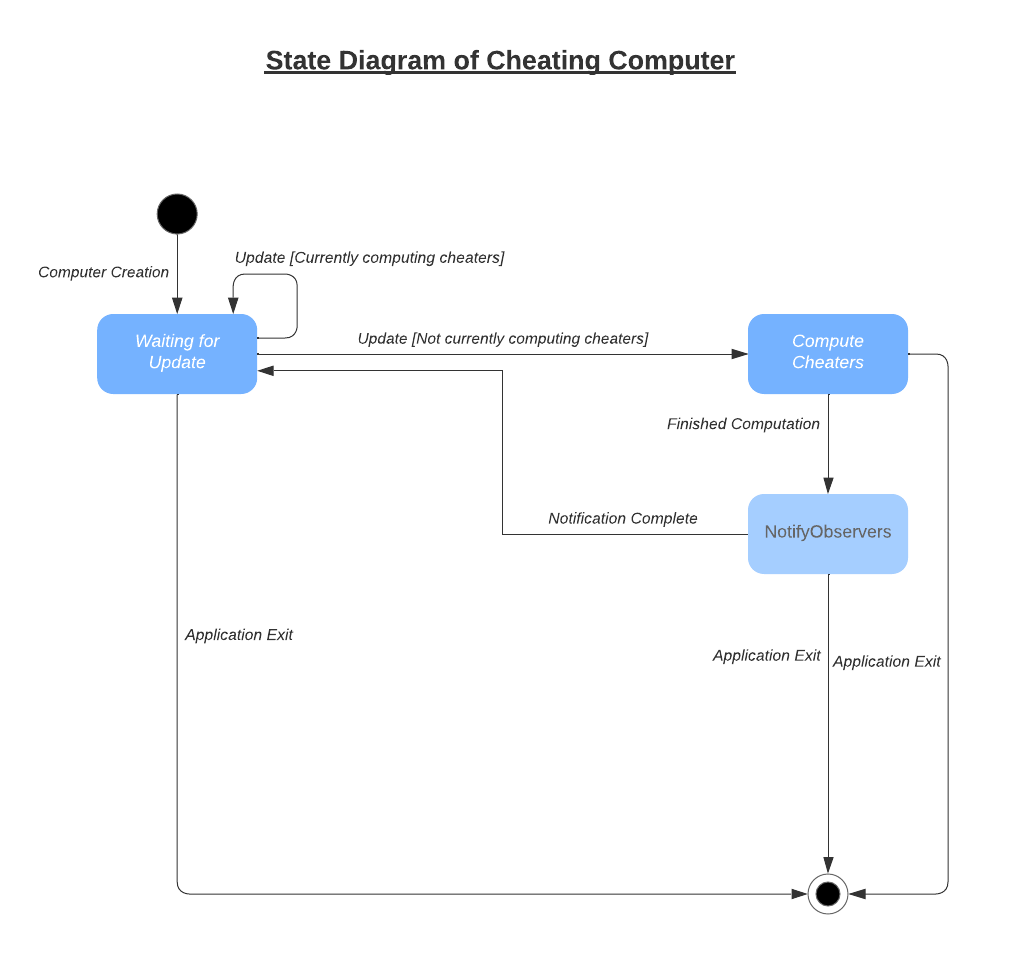 State Diagram of Cheating Computer
Update [Currently computing cheaters]
Computer Creation
Waiting for
Update
Update [Not currently computing cheaters]
Compute
Cheaters
Finished Computation
Notification Complete
NotifyObservers
Application Exit
Application Exit
Application Exit